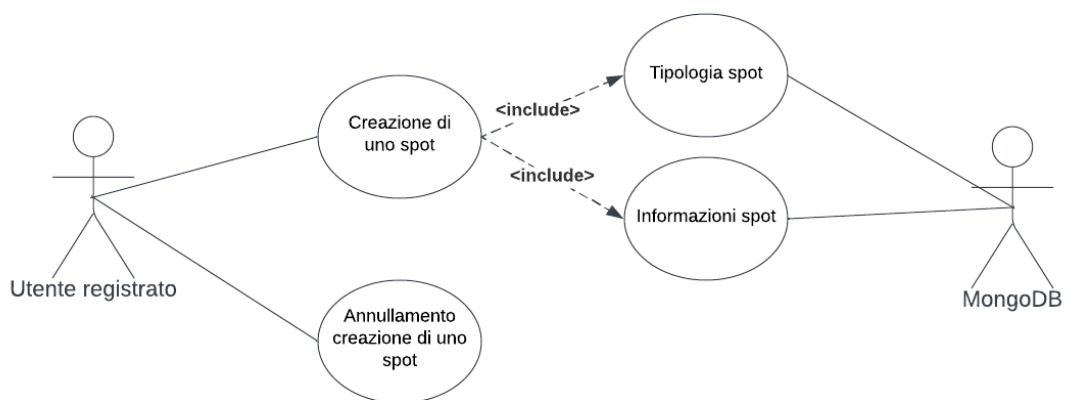 Tipologia spot
<include>
Creazione di
uno spot
<include>
Informazioni spot
Utente registrato
MongoDB
Annullamento
creazione di uno
spot